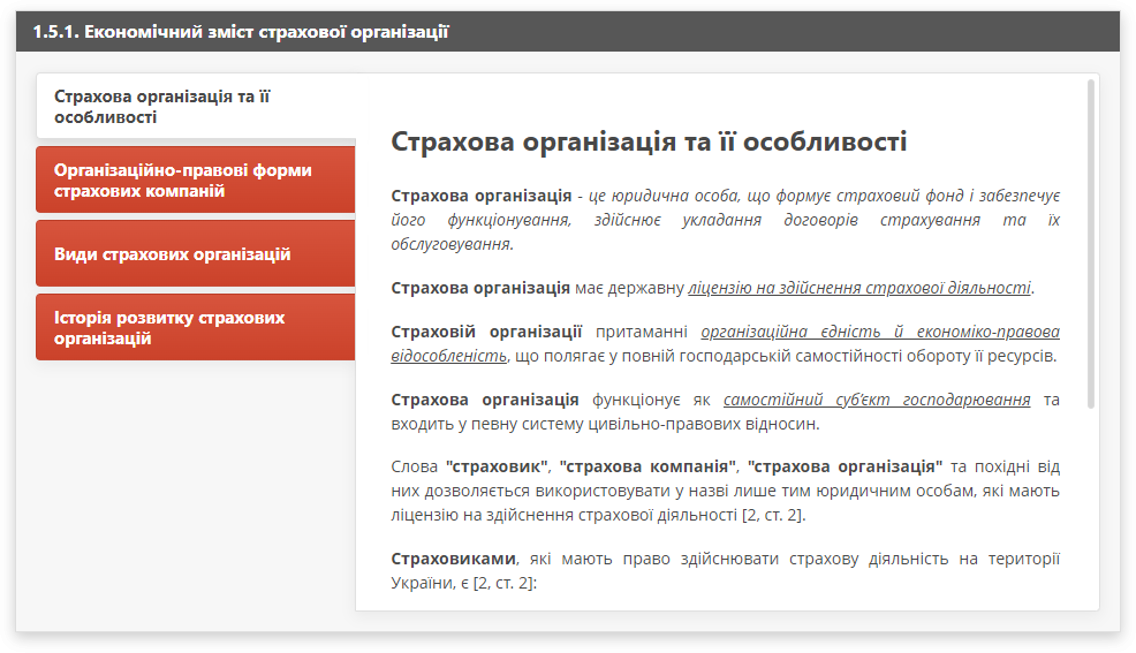 1.5.1. Економічний зміст страхової організації
Страхова організація та її
особливості
Організаційно-правові форми
страхових компаній
Види страхових організацій
Історія розвитку страхових
організацій
Страхова організація та її особливості
Страхова організація - це юридична особа, що формує страховий фонд і забезпечує
його функціонування, здійснює укладання договорів страхування та їх
обслуговування.
Страхова організація має державну ліцензію на здійснення страхової діяльності.
Страховій організації притаманні організаційна єдність й економіко-правова
відособленість, що полягає у повній господарській самостійності обороту її ресурсів.
Страхова організація функціонує як самостійний суб'єкт господарювання та
входить у певну систему цивільно-правових відносин.
Слова "страховик", "страхова компанія", "страхова організація" та похідні від
них дозволяється використовувати у назві лише тим юридичним особам, які мають
ліцензію на здійснення страхової діяльності [2, ст. 2].
Страховиками, які мають право здійснювати страхову діяльність на території
України, є [2, ст. 2]: